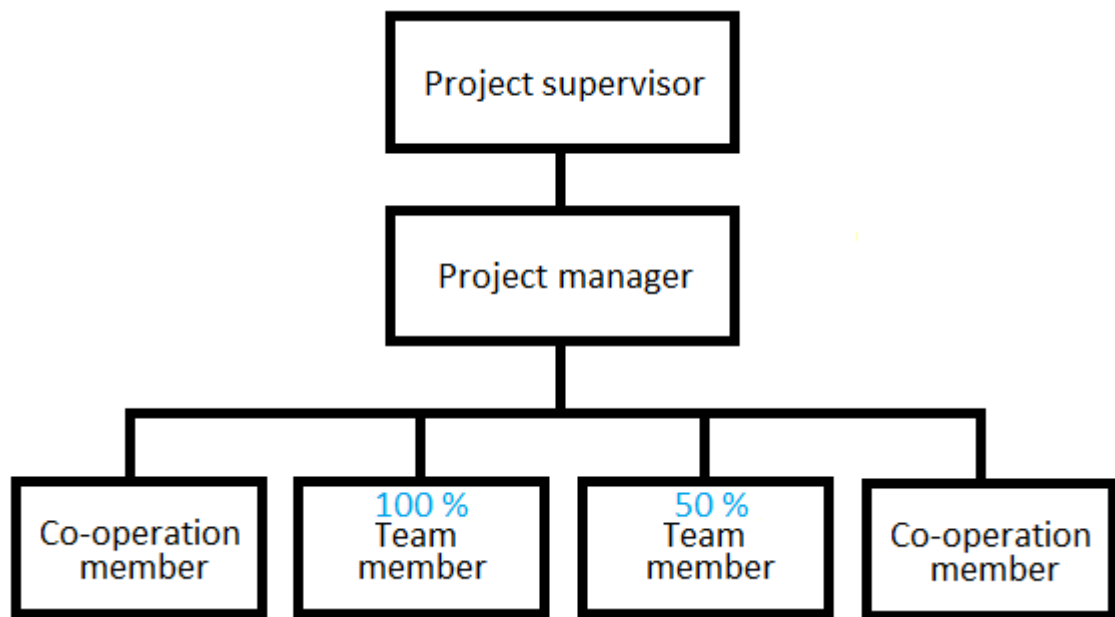 Project supervisor
Project manager
Co-operation
member
100 %
Team
member
50 %
Team
member
Co-operation
member